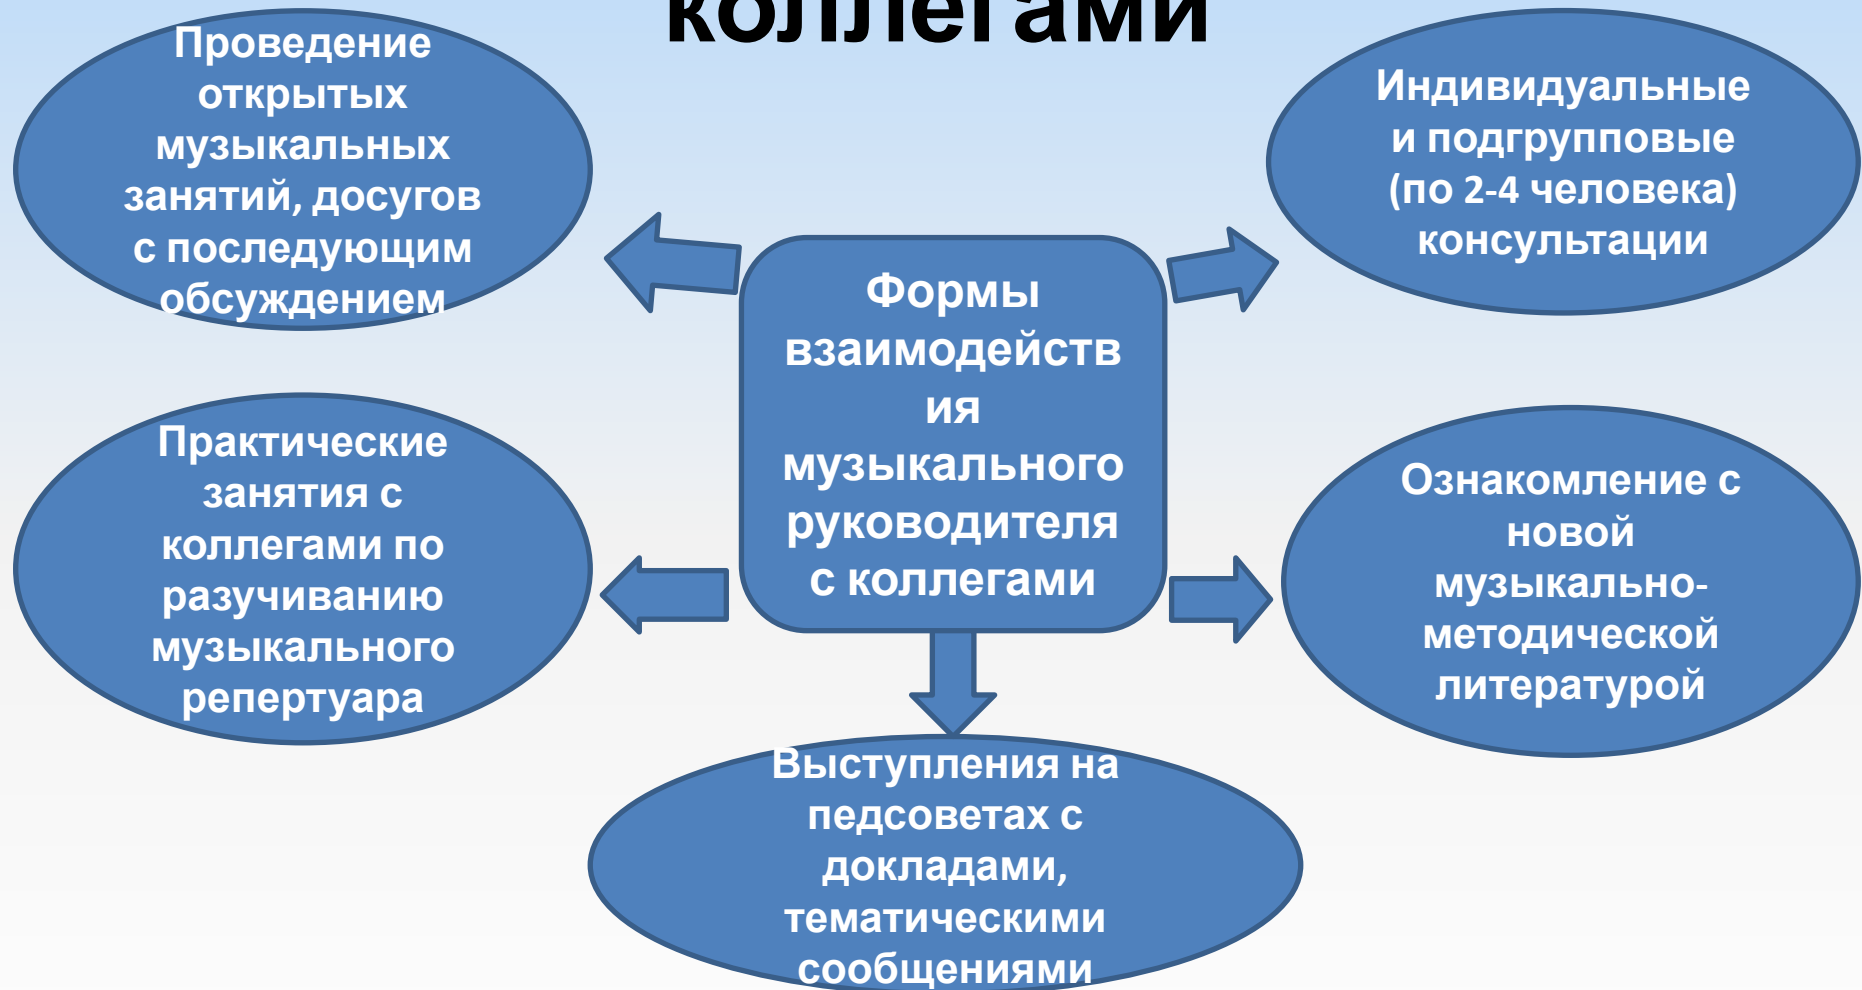 коллегами
Проведение
открытых
музыкальных
занятий, досугов
с последующим
обсуждением
Индивидуальные
и подгрупповые
(по 2-4 человека)
консультации
Формы
взаимодейств
ия
музыкального
руководителя
с коллегами
Практические
занятия с
коллегами по
разучиванию
музыкального
репертуара
Ознакомление с
новой
музыкально-
методической
литературой
Выступления на
педсоветах с
докладами,
тематическими
сообщениями